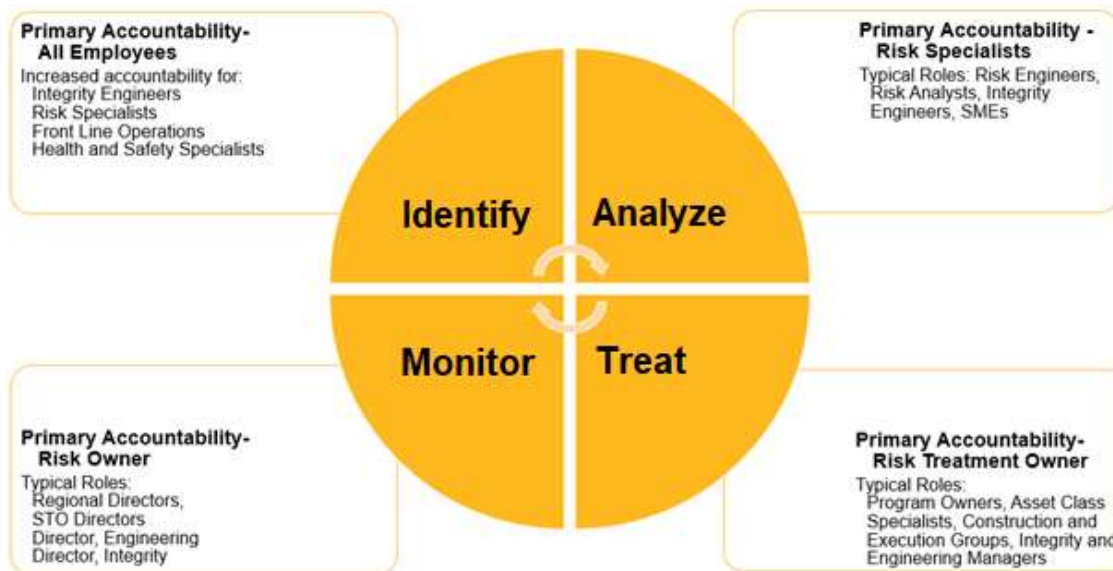 Primary Accountability-
All Employees
Increased accountability for:
Integrity Engineers
Risk Specialists
Front Line Operations
Health and Safety Specialists
Primary Accountability -
Risk Specialists
Typical Roles: Risk Engineers,
Risk Analysts, Integrity
Engineers, SMEs
Identify
Analyze
Monitor
Treat
Primary Accountability-
Risk Owner
Typical Roles:
Regional Directors,
STO Directors
Director, Engineering
Director, Integrity
Primary Accountability-
Risk Treatment Owner
Typical Roles:
Program Owners, Asset Class
Specialists, Construction and
Execution Groups, Integrity and
Engineering Managers